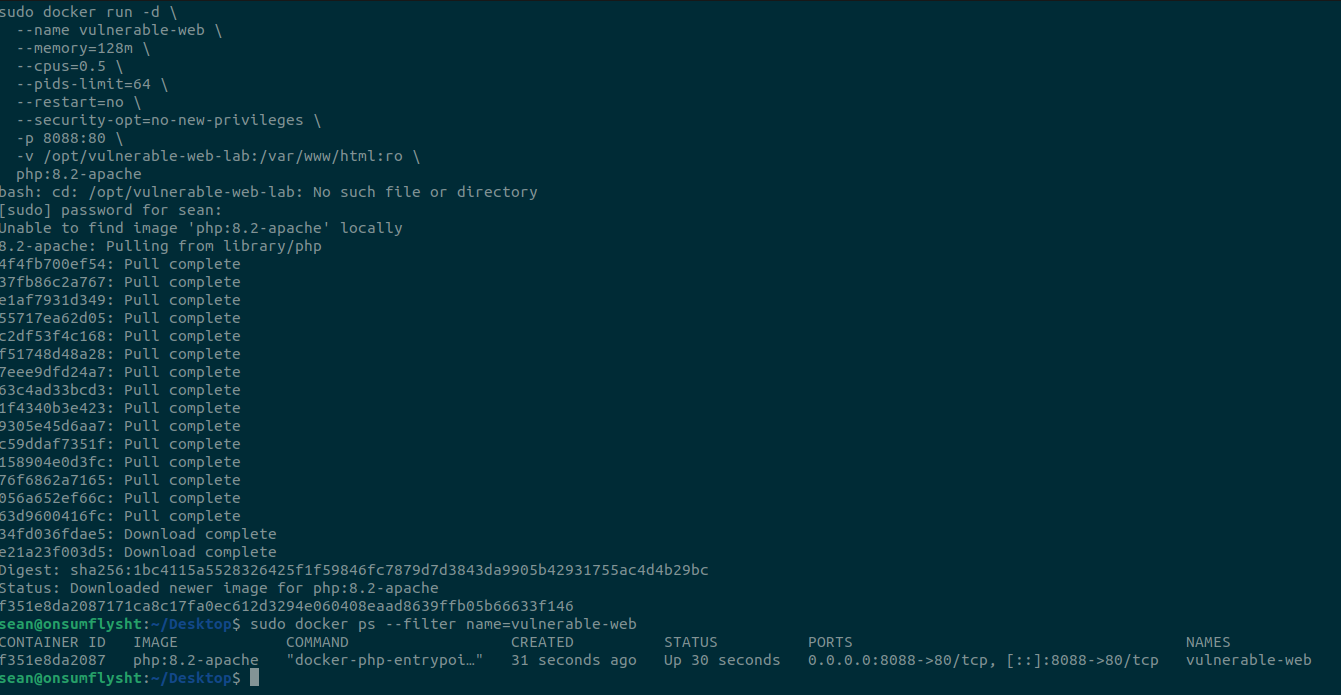 sudo docker run -d \
  --name vulnerable-web \
  --memory=128m \
  --cpus=0.5 \
  --pids-limit=64 \
  --restart=no \
  --security-opt=no-new-privileges \
  -p 8088:80 \
  -v /opt/vulnerable-web-lab:/var/www/html:ro \
  php:8.2-apache
bash: cd: /opt/vulnerable-web-lab: No such file or directory
[sudo] password for sean:
Unable to find image 'php:8.2-apache' locally
8.2-apache: Pulling from library/php
4f4fb700ef54: Pull complete
37fb86c2a767: Pull complete
e1af7931d349: Pull complete
55717ea62d05: Pull complete
c2df53f4c168: Pull complete
f51748d48a28: Pull complete
7eee9dfd24a7: Pull complete
63c4ad33bcd3: Pull complete
1f4340b3e423: Pull complete
9305e45d6aa7: Pull complete
c59ddaf7351f: Pull complete
158904e0d3fc: Pull complete
76f6862a7165: Pull complete
056a652ef66c: Pull complete
63d9600416fc: Pull complete
34fd036fdae5: Download complete
e21a23f003d5: Download complete
Digest: sha256:1bc4115a5528326425f1f59846fc7879d7d3843da9905b42931755ac4d4b29bc
Status: Downloaded newer image for php:8.2-apache
f351e8da2087171ca8c17fa0ec612d3294e060408eaad8639ffb05b66633f146
sean@onsumflysht:~/Desktop$ sudo docker ps --filter name=vulnerable-web
CONTAINER ID   IMAGE            COMMAND                  CREATED          STATUS          PORTS                                     NAMES
f351e8da2087   php:8.2-apache   "docker-php-entrypoi…"   31 seconds ago   Up 30 seconds   0.0.0.0:8088->80/tcp, [::]:8088->80/tcp   vulnerable-web
sean@onsumflysht:~/Desktop$